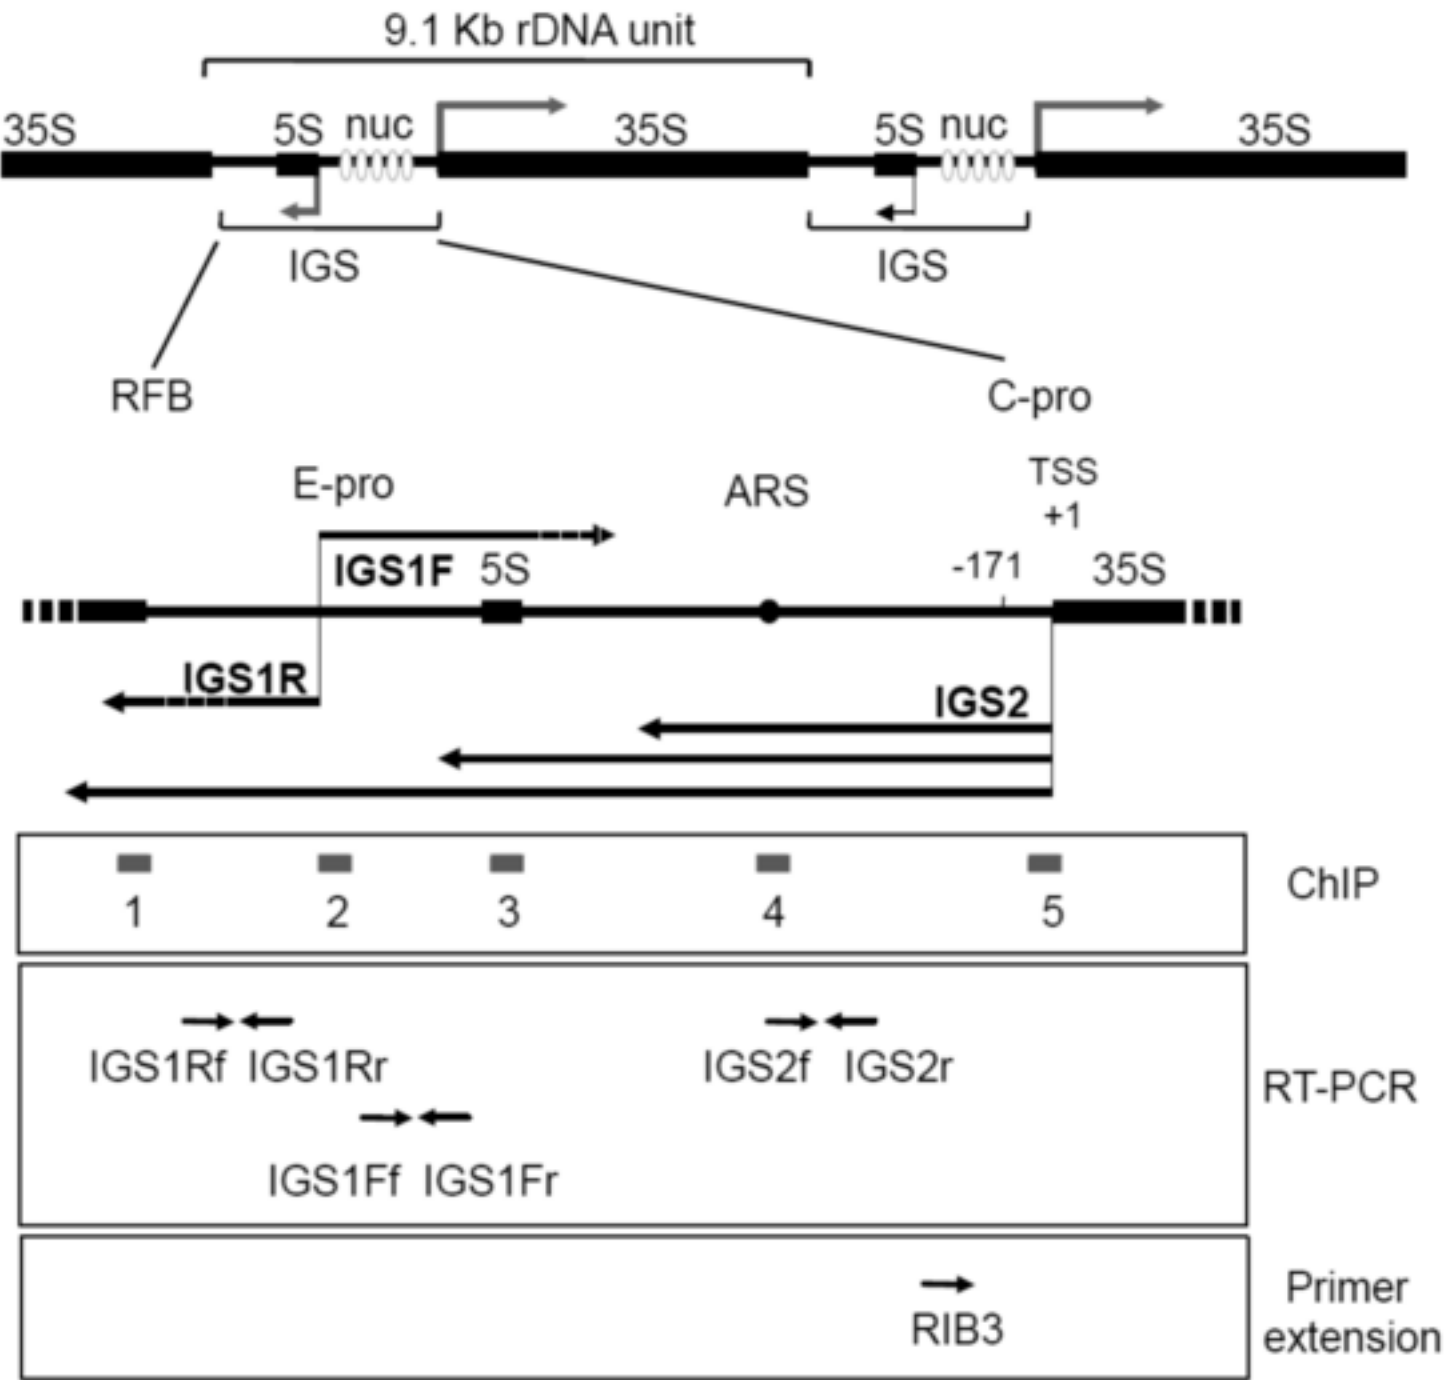 9.1 Kb rDNA unit
35S 5S nuc 35S 5S nuc 35S
IGS IGS
RFB C-pro
E-pro ARS TSS
+1
IGS1F 5S -171 35S
IGS1R IGS2
ChIP
1 2 3 4 5
IGS1Rf IGS1Rr IGS2f IGS2r
RT-PCR
IGS1Ff IGS1Fr
Primer
RIB3 extension